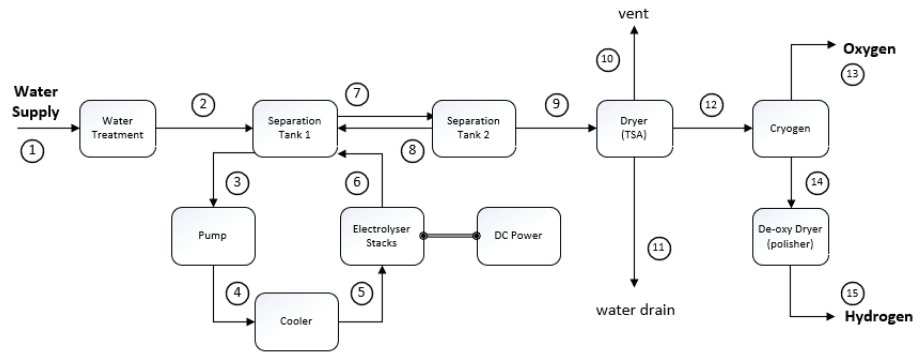 vent
Oxygen
10
13
Water
Supply
7
2
9
12
Water
Treatment
Separation
Tank 1
Separation
Tank 2
Dryer
(TSA)
Cryogen
1
8
3
6
14
Pump
Electrolyser
Stacks
DC Power
De-oxy Dryer
(polisher)
11
4
5
15
water drain
Hydrogen
Cooler